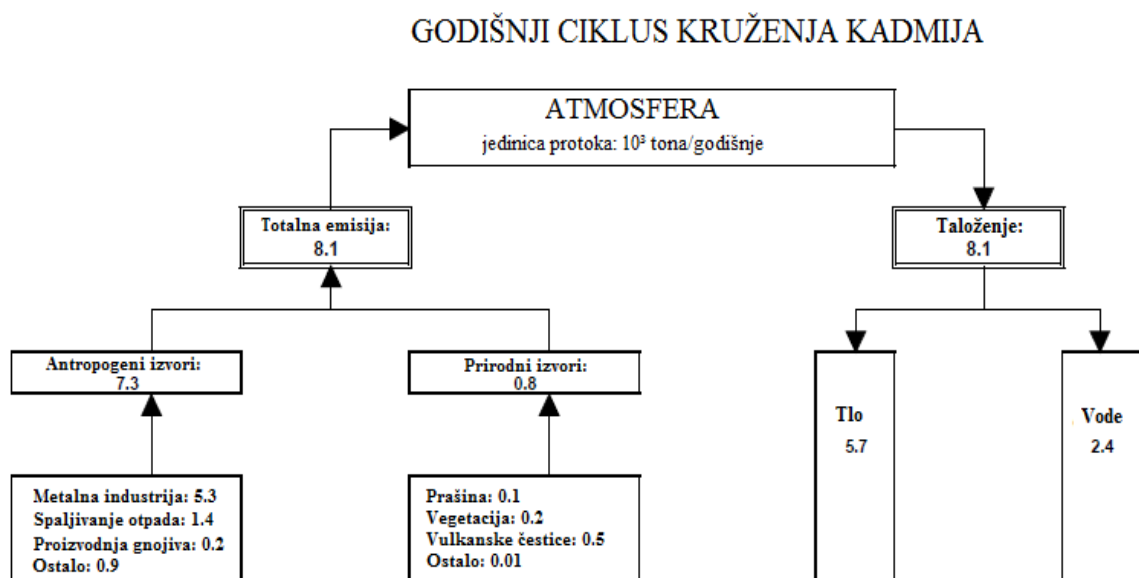 GODIŠNJI CIKLUS KRUŽENJA KADMIJA
ATMOSFERA
jedinica protoka: 10³ tona/godišnje
Totalna emisija:
8.1
Taloženje:
8.1
Antropogeni izvori:
7.3
Prirodni izvori:
0.8
Metalna industrija: 5.3
Spaljivanje otpada: 1.4
Proizvodnja gnojiva: 0.2
Ostalo: 0.9
Prašina: 0.1
Vegetacija: 0.2
Vulkanske čestice: 0.5
Ostalo: 0.01
Tlo
5.7
Vode
2.4